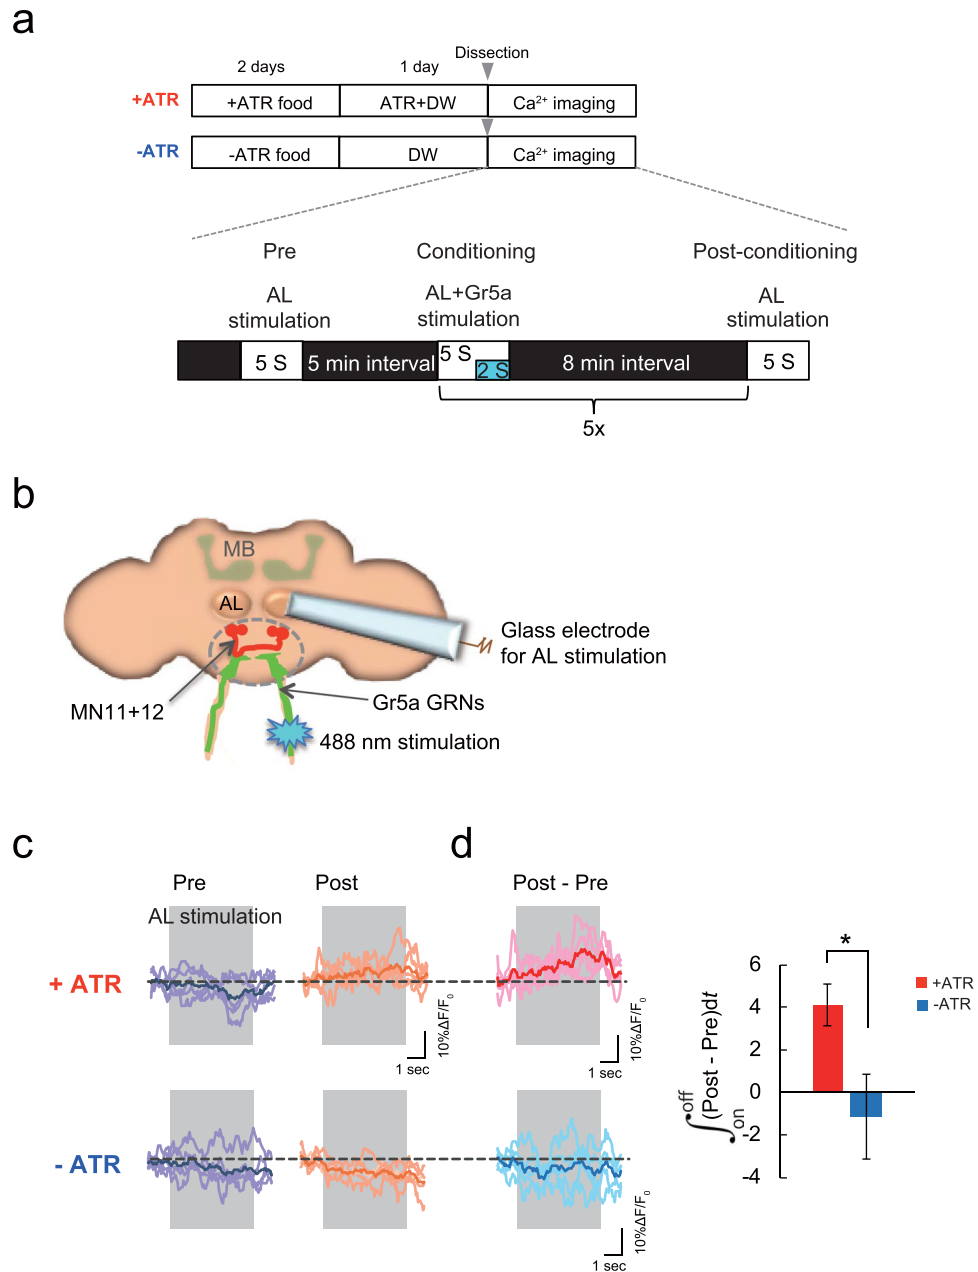 a
Dissection
2 days
1 day
+ATR
+ATR food
ATR+DW
Ca²⁺ imaging
-ATR
-ATR food
DW
Ca²⁺ imaging
Pre
Conditioning
Post-conditioning
AL
stimulation
AL+Gr5a
stimulation
AL
stimulation
5 S
5 min interval
5 S
2 S
8 min interval
5 S
5x
b
MB
AL
Glass electrode
for AL stimulation
MN11+12
Gr5a GRNs
488 nm stimulation
c
Pre
Post
AL stimulation
+ ATR
10%ΔF/F₀
1 sec
- ATR
d
Post - Pre
10%ΔF/F₀
1 sec
10%ΔF/F₀
1 sec
*
+ATR
-ATR
6
4
2
0
-2
-4
∫off on (Post - Pre)dt